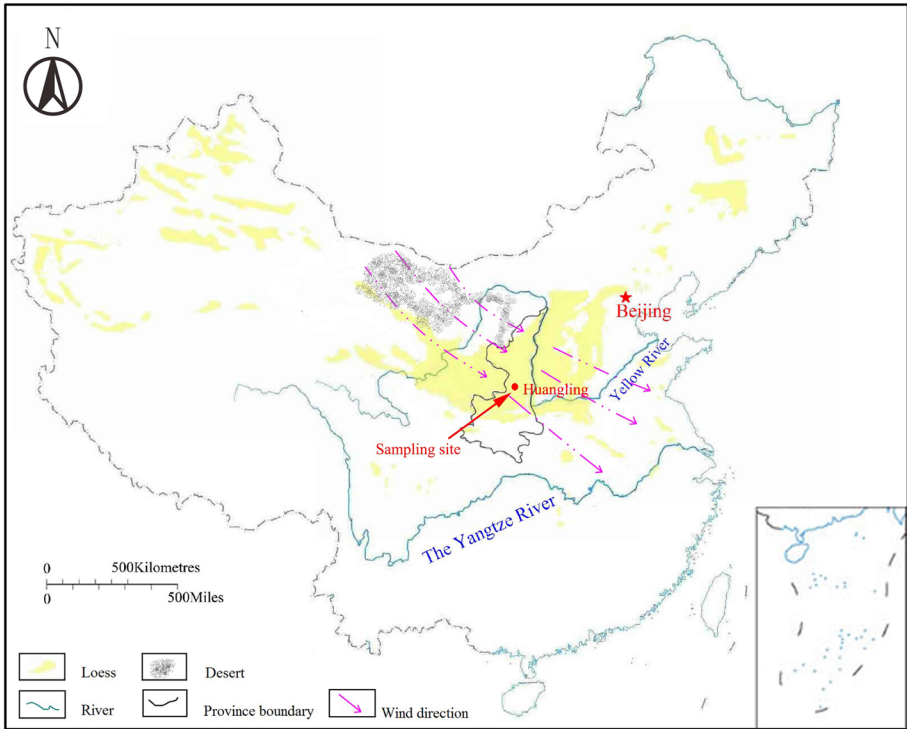 N
Beijing
Yellow River
Huangling
Sampling site
The Yangtze River
0 500Kilometres
0 500Miles
Loess
Desert
River
Province boundary
Wind direction